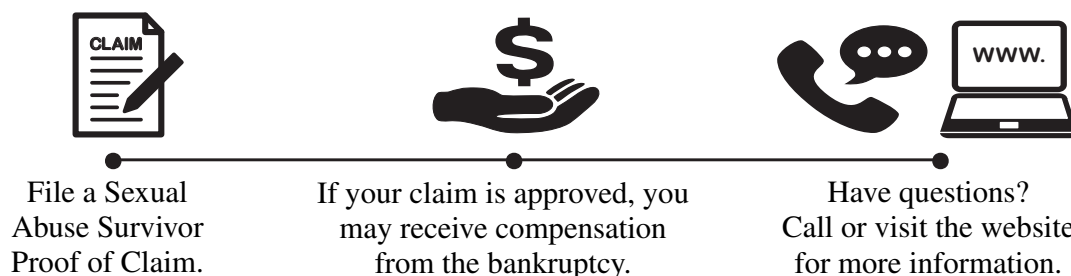 CLAIM
$
WWW.
File a Sexual
Abuse Survivor
Proof of Claim.
If your claim is approved, you
may receive compensation
from the bankruptcy.
Have questions?
Call or visit the website
for more information.